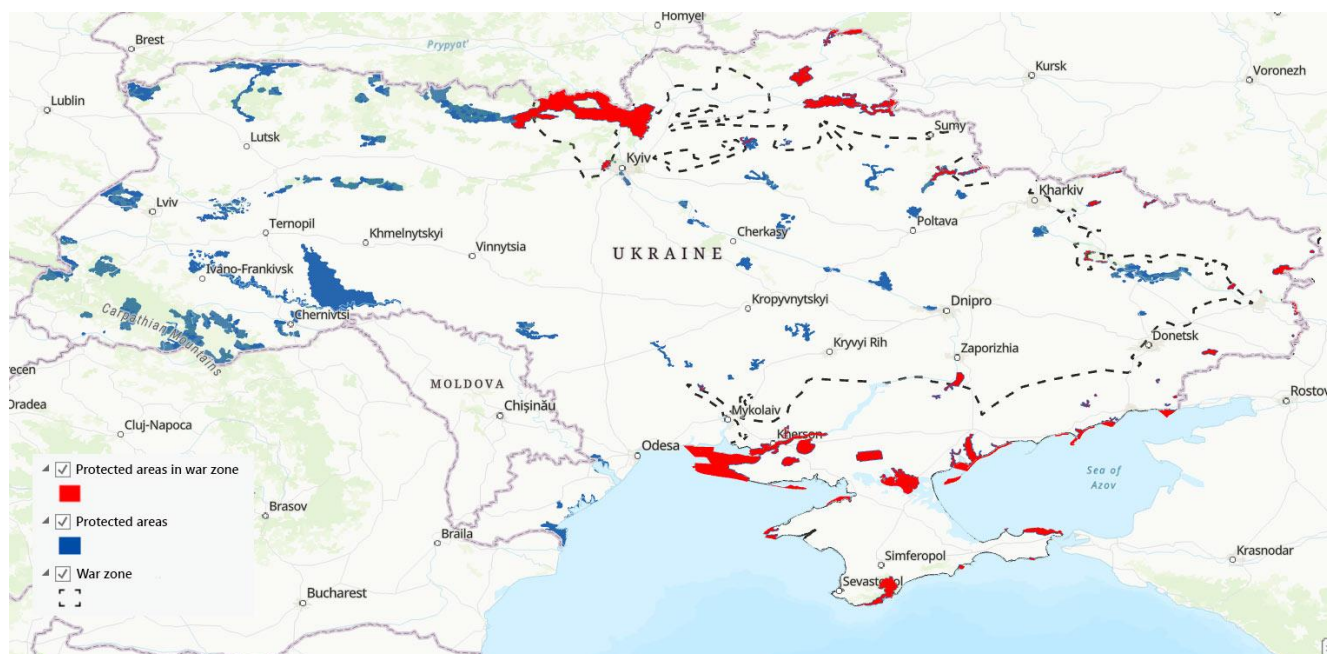 Homyel
Brest
Prypyat'
Kursk
Voronezh
Lublin
Lutsk
Sumy
Kyiv
Kharkiv
Lviv
Ternopil
Khmelnytskyi
Vinnytsia
Cherkasy
Poltava
UKRAINE
Ivano-Frankivsk
Chernivtsi
Carpathian Mountains
Kropyvnytskyi
Dnipro
Donetsk
Kryvyi Rih
Zaporizhia
MOLDOVA
recen
Oradea
Chișinău
Mykolaiv
Rostov
Cluj-Napoca
Kherson
Odesa
Sea of
Azov
Protected areas in war zone
Protected areas
War zone
Brasov
Braila
Bucharest
Simferopol
Sevastopol
Krasnodar